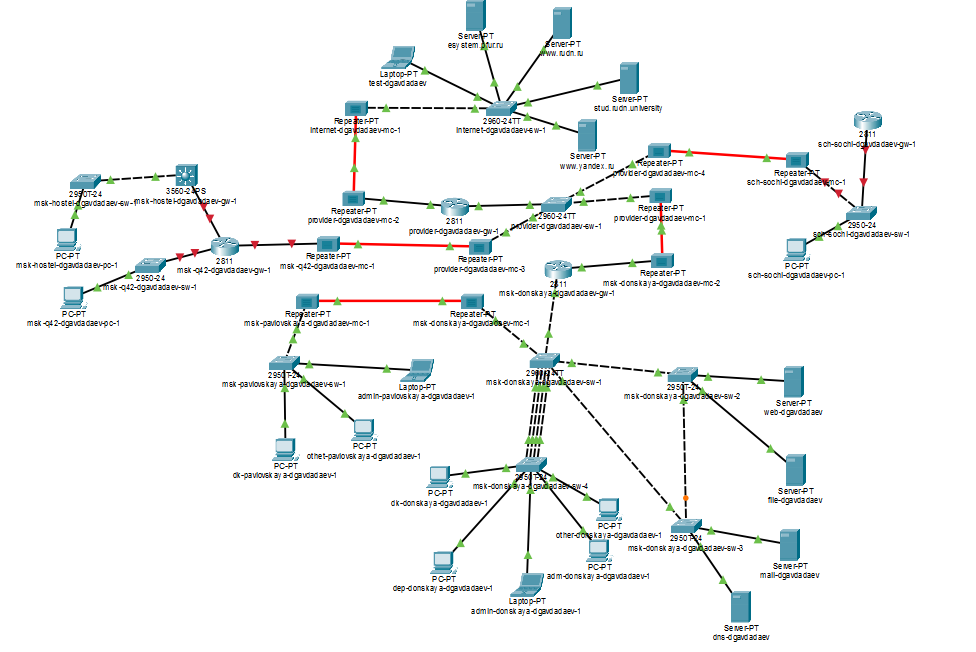 Server-PT
esystem.pfur.ru
Server-PT
www.rudn.ru
Laptop-PT
test-dgavdadaev
Server-PT
stud.rudn.university
2960-24TT
internet-dgavdadaev-sw-1
Repeater-PT
internet-dgavdadaev-mc-1
Server-PT
www.yandex.ru
2811
sch-sochi-dgavdadaev-gw-1
Repeater-PT
provider-dgavdadaev-mc-4
Repeater-PT
sch-sochi-dgavdadaev-mc-1
2950T-24
msk-hostel-dgavdadaev-sw-1
3560-24PS
msk-hostel-dgavdadaev-gw-1
Repeater-PT
provider-dgavdadaev-mc-2
2811
provider-dgavdadaev-gw-1
2960-24TT
provider-dgavdadaev-sw-1
Repeater-PT
provider-dgavdadaev-mc-1
2950-24
sch-sochi-dgavdadaev-sw-1
PC-PT
msk-hostel-dgavdadaev-pc-1
2811
msk-q42-dgavdadaev-gw-1
Repeater-PT
msk-q42-dgavdadaev-mc-1
Repeater-PT
provider-dgavdadaev-mc-3
Repeater-PT
msk-donskaya-dgavdadaev-mc-2
PC-PT
sch-sochi-dgavdadaev-pc-1
2950-24
msk-q42-dgavdadaev-sw-1
2811
msk-donskaya-dgavdadaev-gw-1
PC-PT
msk-q42-dgavdadaev-pc-1
Repeater-PT
msk-pavlovskaya-dgavdadaev-mc-1
Repeater-PT
msk-donskaya-dgavdadaev-mc-1
2950T-24
msk-pavlovskaya-dgavdadaev-sw-1
Laptop-PT
admin-pavlovskaya-dgavdadaev-1
2960-24TT
msk-donskaya-dgavdadaev-sw-1
2950T-24
msk-donskaya-dgavdadaev-sw-2
Server-PT
web-dgavdadaev
PC-PT
othet-pavlovskaya-dgavdadaev-1
PC-PT
dk-pavlovskaya-dgavdadaev-1
2950T-24
msk-donskaya-dgavdadaev-sw-4
PC-PT
dk-donskaya-dgavdadaev-1
Server-PT
file-dgavdadaev
PC-PT
other-donskaya-dgavdadaev-1
2950T-24
msk-donskaya-dgavdadaev-sw-3
PC-PT
dep-donskaya-dgavdadaev-1
PC-PT
adm-donskaya-dgavdadaev-1
Server-PT
mail-dgavdadaev
Laptop-PT
admin-donskaya-dgavdadaev-1
Server-PT
dns-dgavdadaev